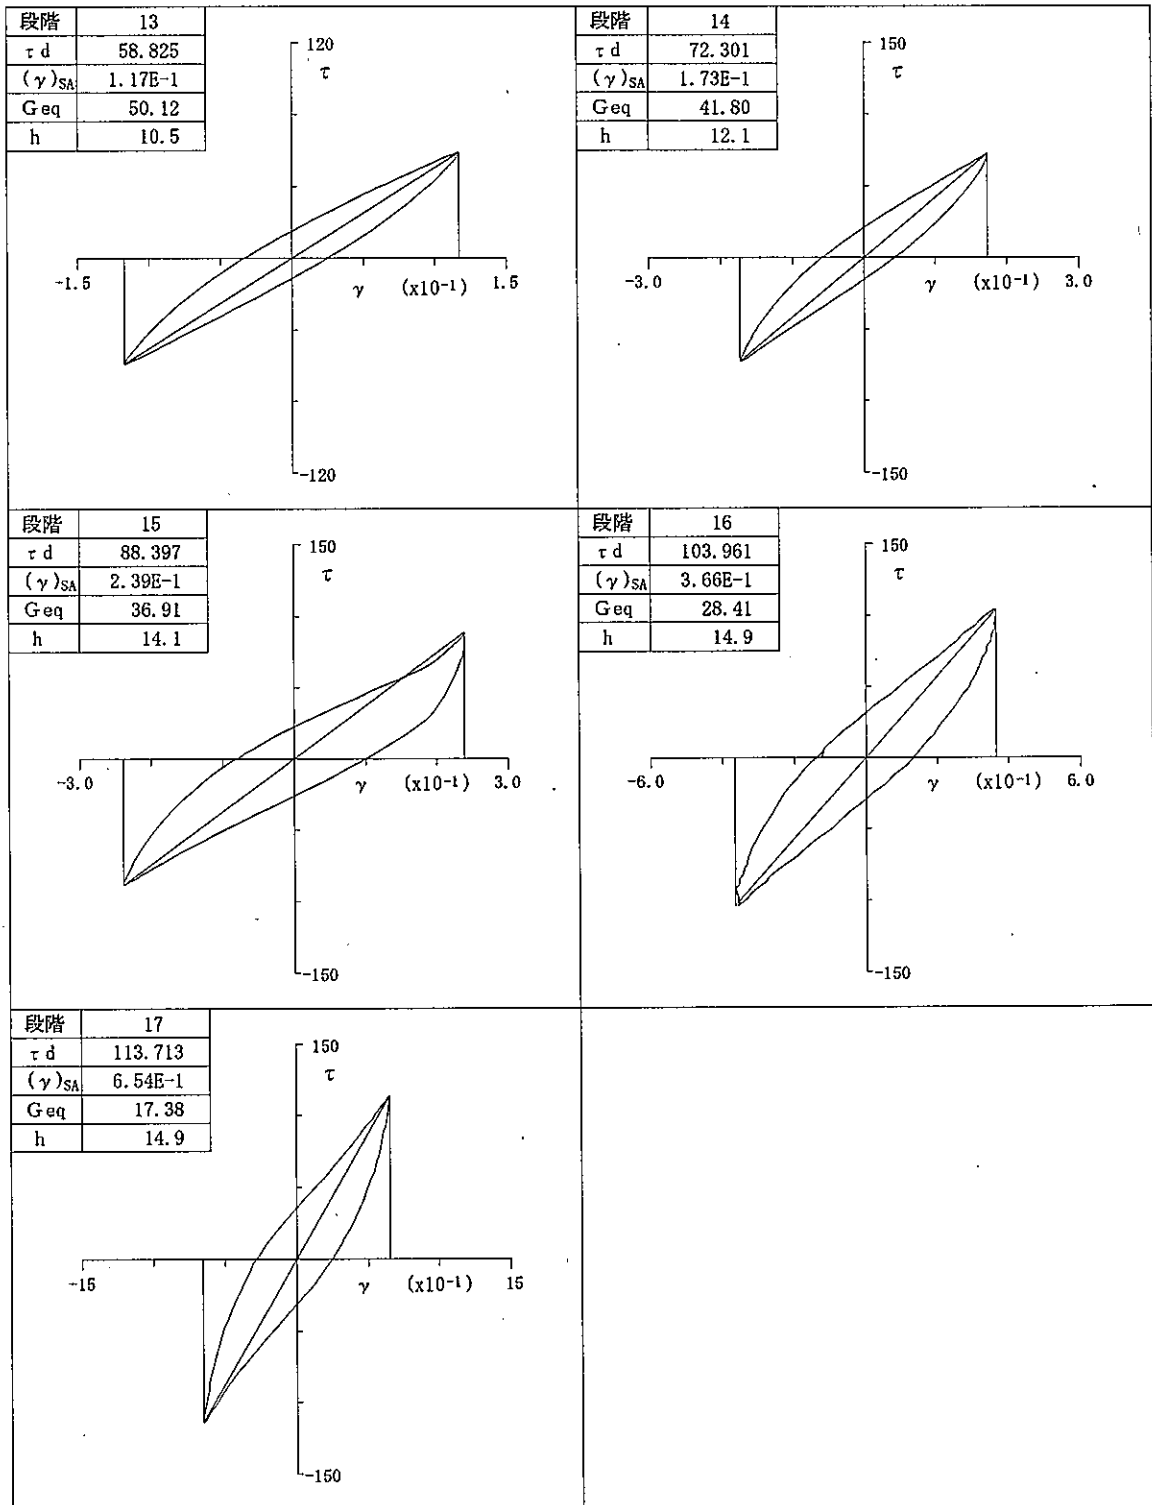 段階 13
τd 58.825
(γ)SA 1.17E-1
Geq 50.12
h 10.5
120
τ
-1.5 γ (x10-1) 1.5
-120
段階 14
τd 72.301
(γ)SA 1.73E-1
Geq 41.80
h 12.1
150
τ
-3.0 γ (x10-1) 3.0
-150
段階 15
τd 88.397
(γ)SA 2.39E-1
Geq 36.91
h 14.1
150
τ
-3.0 γ (x10-1) 3.0
-150
段階 16
τd 103.961
(γ)SA 3.66E-1
Geq 28.41
h 14.9
150
τ
-6.0 γ (x10-1) 6.0
-150
段階 17
τd 113.713
(γ)SA 6.54E-1
Geq 17.38
h 14.9
150
τ
-15 γ (x10-1) 15
-150